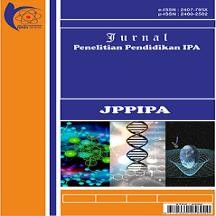 e-ISSN : 2407-795X
p-ISSN : 2460-2582
Jurnal
Penelitian Pendidikan IPA
JPPIPA